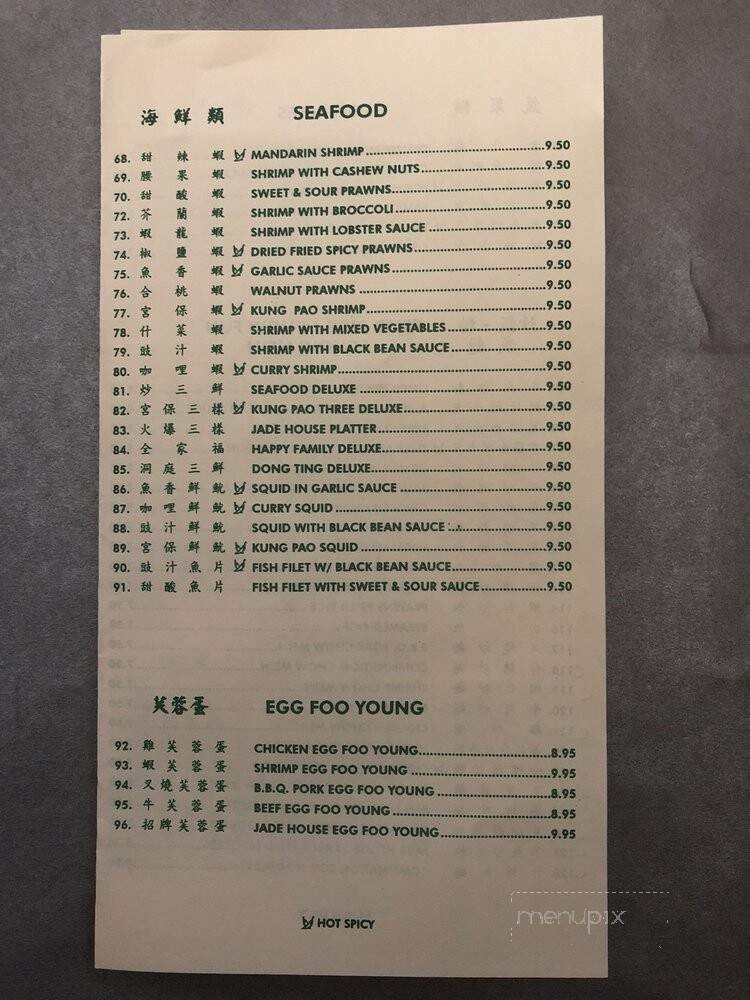 海鮮類 SEAFOOD
68. 甜辣蝦 MANDARIN SHRIMP 9.50
69. 腰果蝦 SHRIMP WITH CASHEW NUTS 9.50
70. 甜酸蝦 SWEET & SOUR PRAWNS 9.50
72. 芥蘭蝦 SHRIMP WITH BROCCOLI 9.50
73. 蝦龍蝦 SHRIMP WITH LOBSTER SAUCE 9.50
74. 椒鹽蝦 DRIED FRIED SPICY PRAWNS 9.50
75. 魚香蝦 GARLIC SAUCE PRAWNS 9.50
76. 合桃蝦 WALNUT PRAWNS 9.50
77. 宮保蝦 KUNG PAO SHRIMP 9.50
78. 什菜蝦 SHRIMP WITH MIXED VEGETABLES 9.50
79. 豉汁蝦 SHRIMP WITH BLACK BEAN SAUCE 9.50
80. 咖哩蝦 CURRY SHRIMP 9.50
81. 炒三鮮 SEAFOOD DELUXE 9.50
82. 宮保三樣 KUNG PAO THREE DELUXE 9.50
83. 火爆三樣 JADE HOUSE PLATTER 9.50
84. 全家福 HAPPY FAMILY DELUXE 9.50
85. 洞庭三鮮 DONG TING DELUXE 9.50
86. 魚香鮮魷 SQUID IN GARLIC SAUCE 9.50
87. 咖哩鮮魷 CURRY SQUID 9.50
88. 豉汁鮮魷 SQUID WITH BLACK BEAN SAUCE 9.50
89. 宮保鮮魷 KUNG PAO SQUID 9.50
90. 豉汁魚片 FISH FILET W/ BLACK BEAN SAUCE 9.50
91. 甜酸魚片 FISH FILET WITH SWEET & SOUR SAUCE 9.50
芙蓉蛋 EGG FOO YOUNG
92. 雞芙蓉蛋 CHICKEN EGG FOO YOUNG 8.95
93. 蝦芙蓉蛋 SHRIMP EGG FOO YOUNG 9.95
94. 叉燒芙蓉蛋 B.B.Q. PORK EGG FOO YOUNG 8.95
95. 牛芙蓉蛋 BEEF EGG FOO YOUNG 8.95
96. 招牌芙蓉蛋 JADE HOUSE EGG FOO YOUNG 9.95
HOT SPICY
menupix